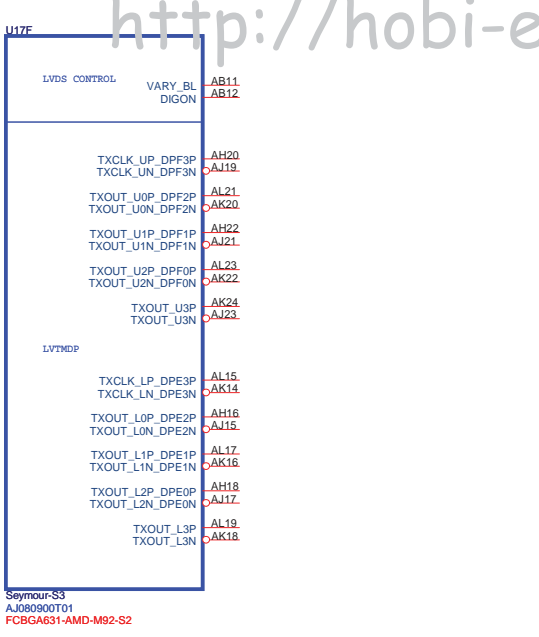 http://hobi-e
U17F
LVDS CONTROL
VARY_BL AB11
DIGON AB12
TXCLK_UP_DPF3P AH20
TXCLK_UN_DPF3N AJ19
TXOUT_U0P_DPF2P AL21
TXOUT_U0N_DPF2N AK20
TXOUT_U1P_DPF1P AH22
TXOUT_U1N_DPF1N AJ21
TXOUT_U2P_DPF0P AL23
TXOUT_U2N_DPF0N AK22
TXOUT_U3P AK24
TXOUT_U3N AJ23
LVTMDP
TXCLK_LP_DPE3P AL15
TXCLK_LN_DPE3N AK14
TXOUT_L0P_DPE2P AH16
TXOUT_L0N_DPE2N AJ15
TXOUT_L1P_DPE1P AL17
TXOUT_L1N_DPE1N AK16
TXOUT_L2P_DPE0P AH18
TXOUT_L2N_DPE0N AJ17
TXOUT_L3P AL19
TXOUT_L3N AK18
Seymour-S3
AJ080900T01
FCBGA631-AMD-M92-S2